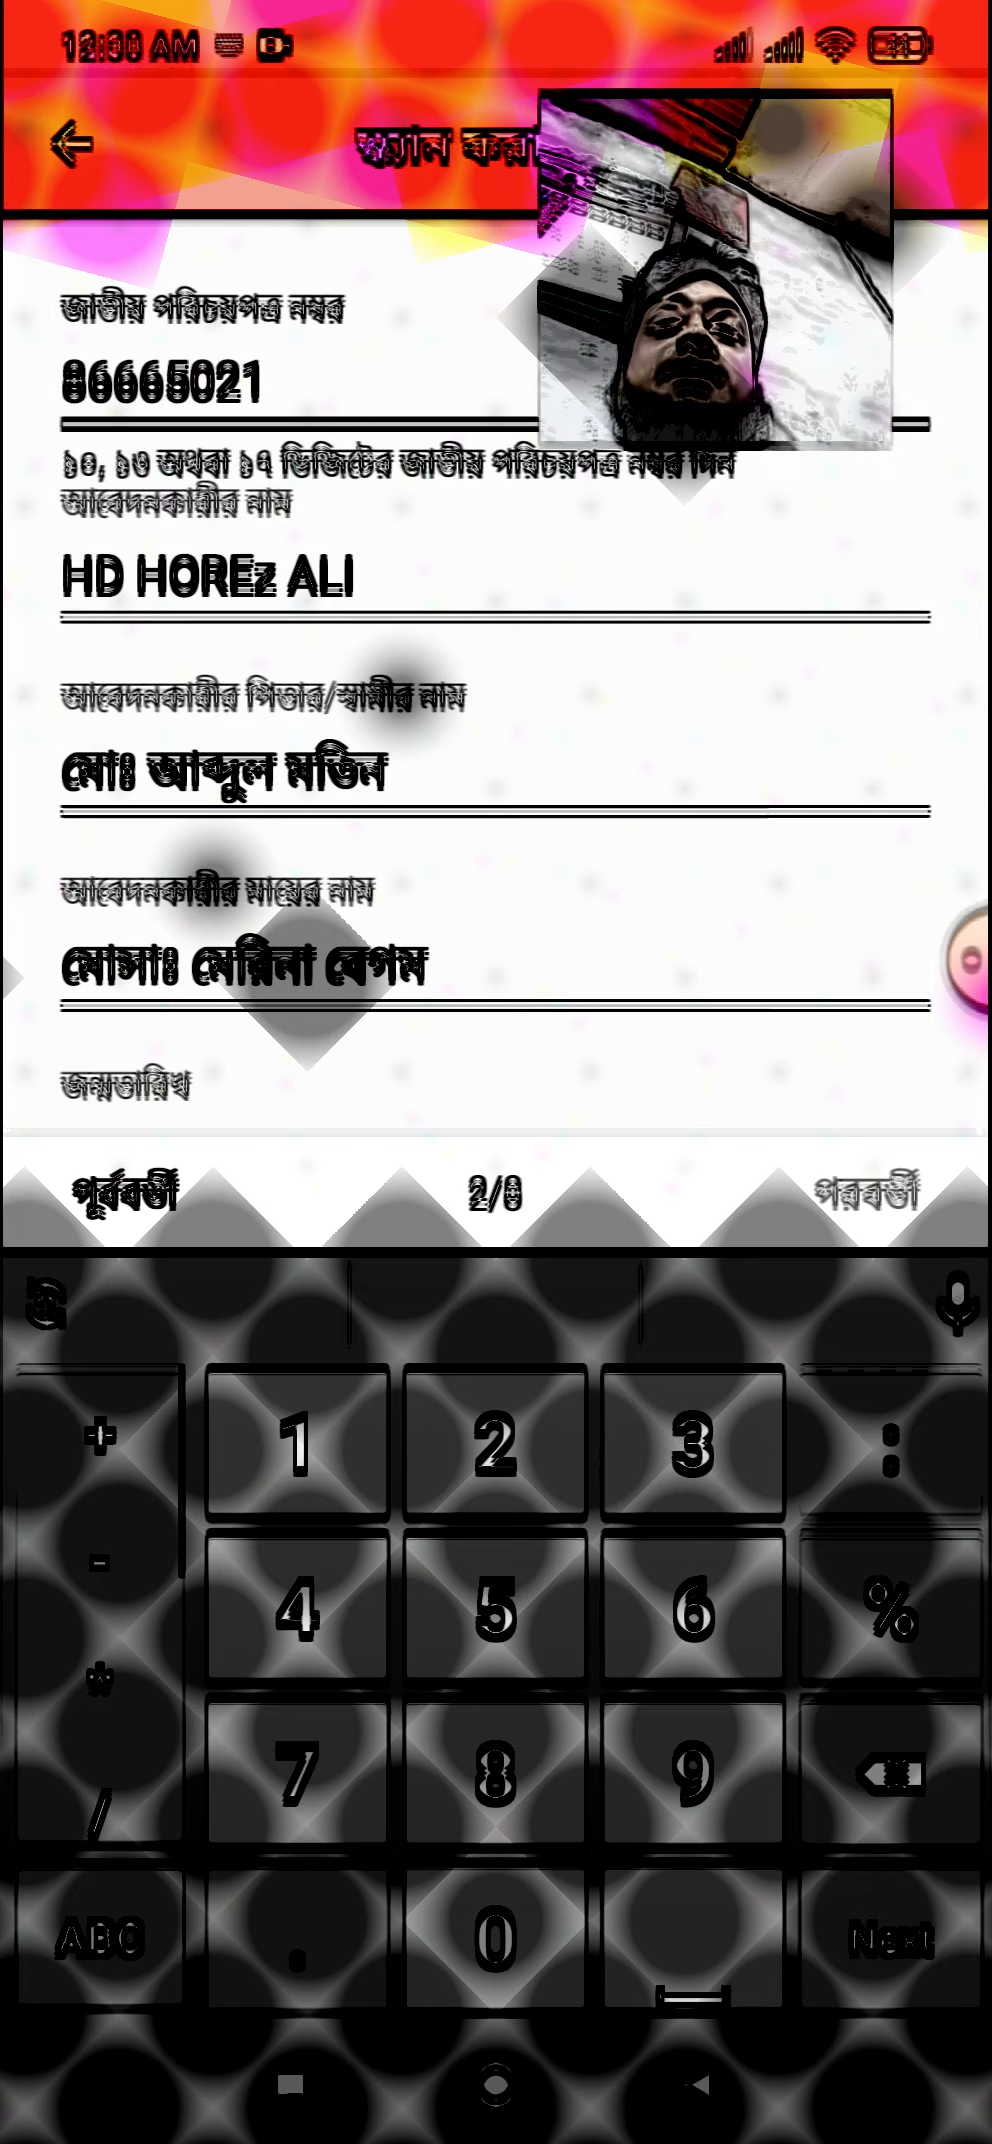 12:38 AM
স্ক্যান কর
জাতীয় পরিচয়পত্র নম্বর
86665021
১০, ১৩ অথবা ১৭ ডিজিটের জাতীয় পরিচয়পত্র নম্বর দিন
আবেদনকারীর নাম
HD HOREz ALI
আবেদনকারীর পিতার/স্বামীর নাম
মোঃ আব্দুল মতিন
আবেদনকারীর মায়ের নাম
মোসাঃ মেরিনা বেগম
জন্মতারিখ
পূর্ববর্তী 2/8 পরবর্তী
+ 1 2 3 :
- 4 5 6 %
*
/ 7 8 9
ABC . 0 Next